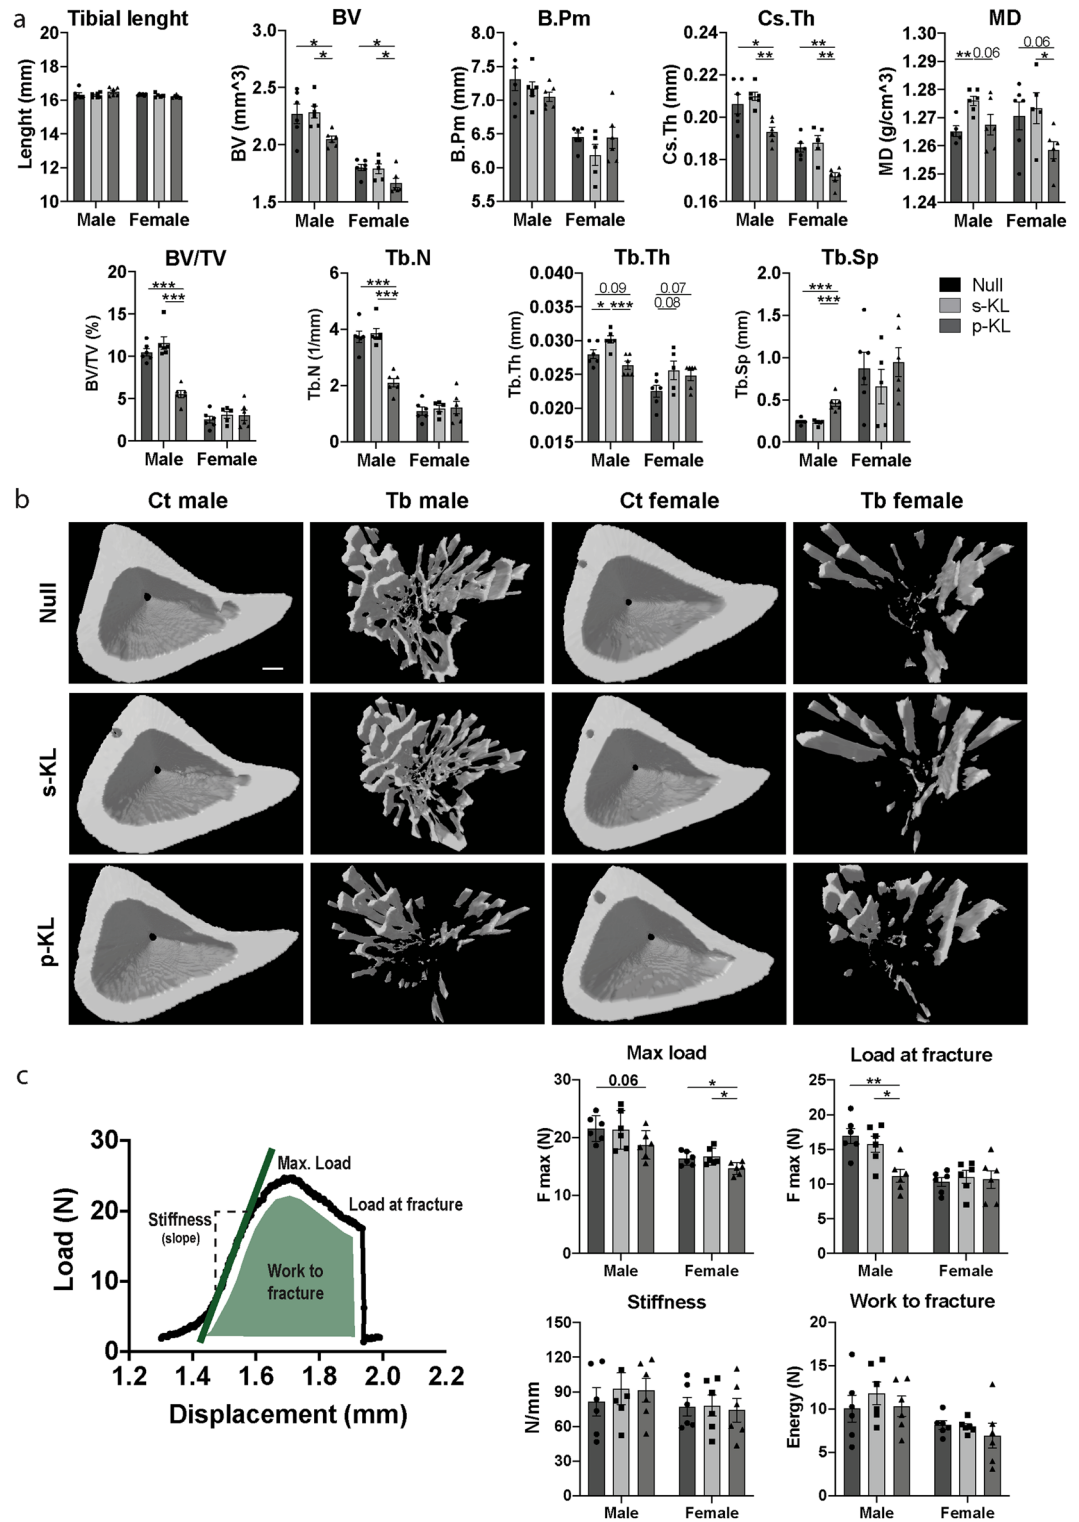 a
Tibial lenght
Lenght (mm)
20
18
16
14
12
10
Male Female
BV
BV (mm^3)
3.0
2.5
2.0
1.5
* *
* *
Male Female
B.Pm
B.Pm (mm)
8.0
7.5
7.0
6.5
6.0
5.5
Male Female
Cs.Th
Cs.Th (mm)
0.24
0.22
0.20
0.18
0.16
* **
** **
Male Female
MD
MD (g/cm^3)
1.30
1.29
1.28
1.27
1.26
1.25
1.24
0.06
** 0.06 *
Male Female
BV/TV
BV/TV (%)
20
15
10
5
0
***
***
Male Female
Tb.N
Tb.N (1/mm)
6
4
2
0
***
***
Male Female
Tb.Th
Tb.Th (mm)
0.040
0.035
0.030
0.025
0.020
0.015
0.09 0.07
* *** 0.08
Male Female
Tb.Sp
Tb.Sp (mm)
2.0
1.5
1.0
0.5
0.0
***
***
Male Female
Null
s-KL
p-KL
b
Ct male Tb male Ct female Tb female
Null
s-KL
p-KL
c
Load (N)
30
20
10
0
1.2 1.4 1.6 1.8 2.0 2.2
Displacement (mm)
Max. Load
Load at fracture
Stiffness
(slope)
Work to
fracture
Max load
F max (N)
30
20
10
0
0.06 *
*
Male Female
Load at fracture
F max (N)
25
20
15
10
5
0
**
*
Male Female
Stiffness
N/mm
150
120
90
60
30
0
Male Female
Work to fracture
Energy (N)
20
15
10
5
0
Male Female